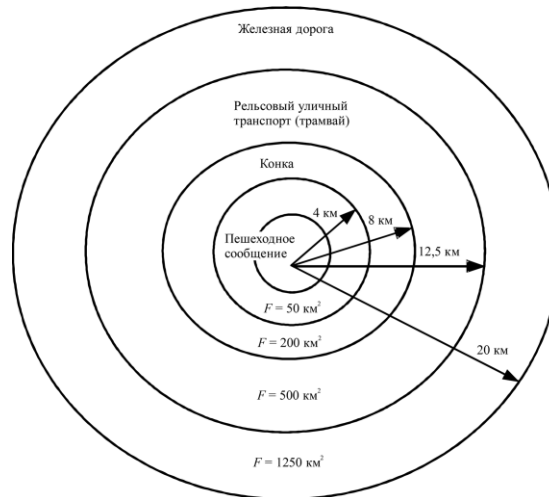 Железная дорога
Рельсовый уличный
транспорт (трамвай)
Конка
4 км
8 км
Пешеходное
сообщение
12,5 км
F = 50 км²
F = 200 км²
20 км
F = 500 км²
F = 1250 км²